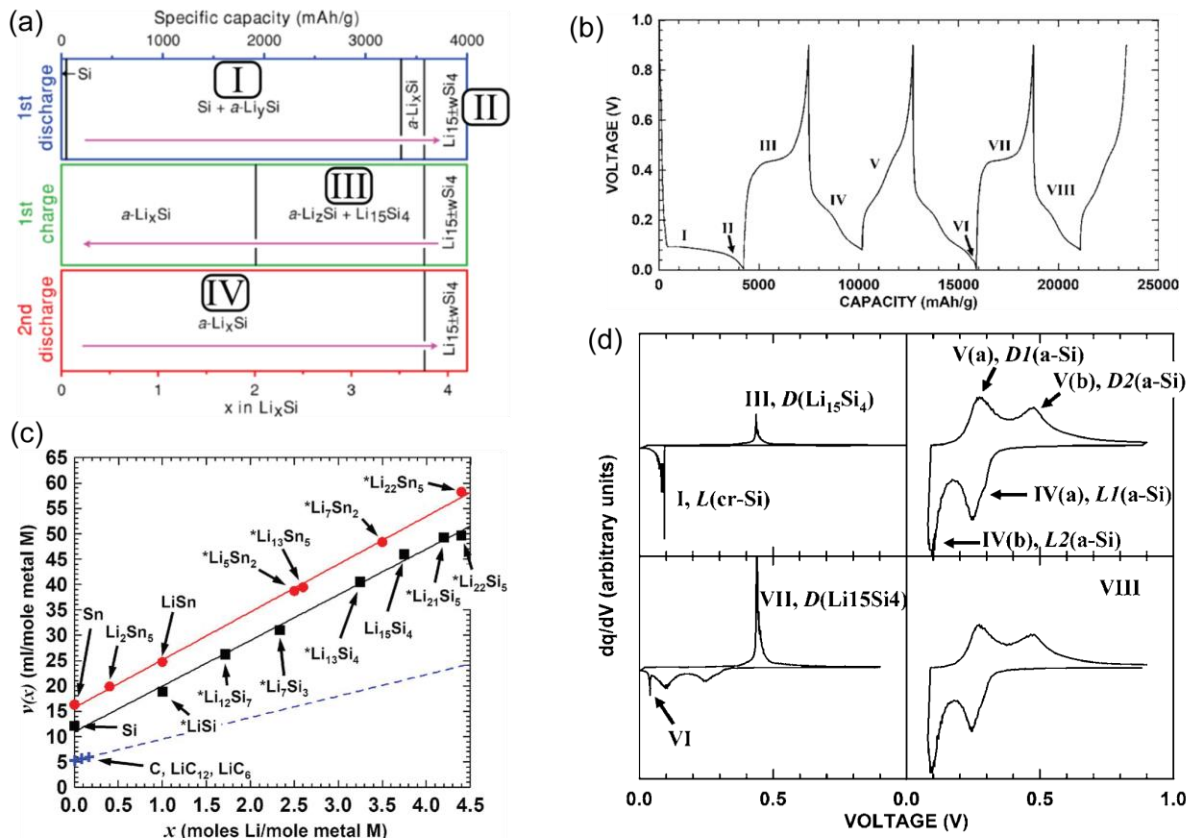 (a)
Specific capacity (mAh/g)
0 1000 2000 3000 4000
1st discharge
Si
I
Si + a-LiySi
a-LixSi
Li15±wSi4
II
1st charge
a-LixSi
III
a-LizSi + Li15Si4
Li15±wSi4
2nd discharge
IV
a-LixSi
Li15±wSi4
0 1 2 3 4
x in LixSi
(b)
VOLTAGE (V)
1.0
0.8
0.6
0.4
0.2
0.0
I
II
III
IV
V
VI
VII
VIII
0 5000 10000 15000 20000 25000
CAPACITY (mAh/g)
(c)
v(x) (ml/mole metal M)
65
60
55
50
45
40
35
30
25
20
15
10
5
0
*Li22Sn5
*Li7Sn2
*Li13Sn5
*Li5Sn2
LiSn
Li2Sn5
Sn
*Li22Si5
*Li21Si5
Li15Si4
*Li13Si4
*Li7Si3
*Li12Si7
*LiSi
Si
C, LiC12, LiC6
0.0 0.5 1.0 1.5 2.0 2.5 3.0 3.5 4.0 4.5
x (moles Li/mole metal M)
(d)
dq/dV (arbitrary units)
III, D(Li15Si4)
I, L(cr-Si)
V(a), D1(a-Si)
V(b), D2(a-Si)
IV(a), L1(a-Si)
IV(b), L2(a-Si)
VII, D(Li15Si4)
VI
VIII
0.5 0.0 0.5 1.0
VOLTAGE (V)